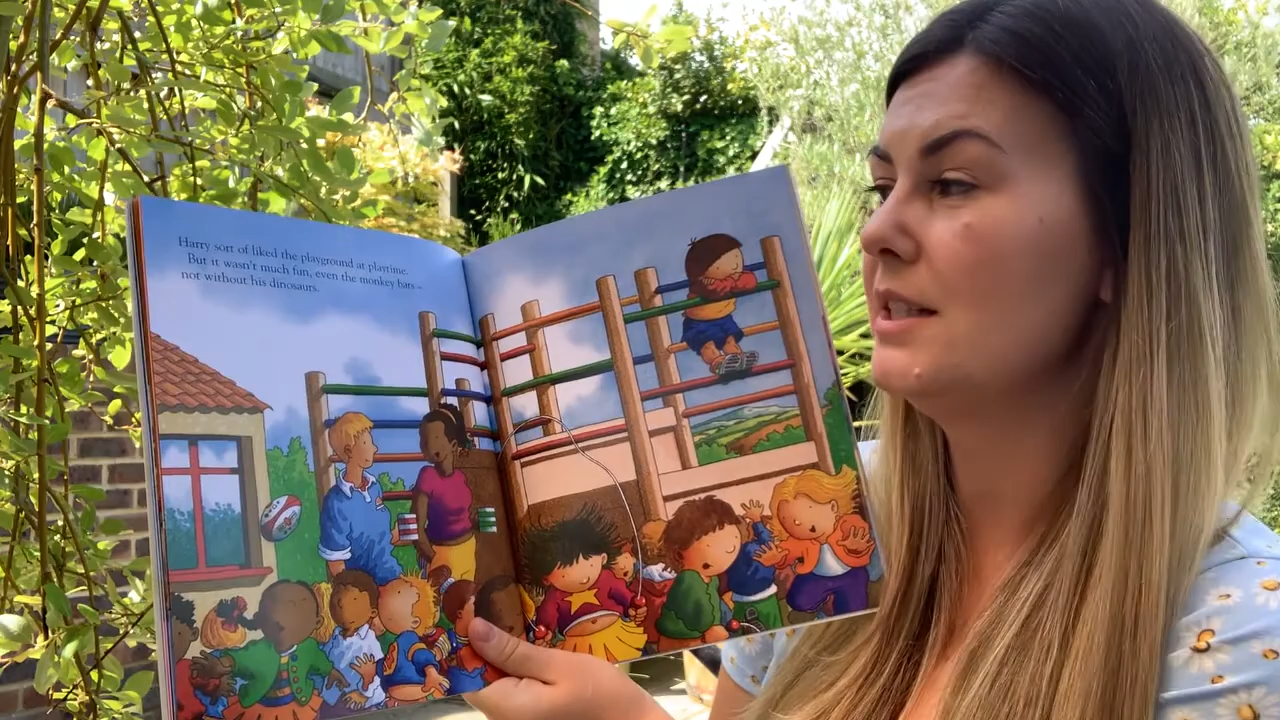 Harry sort of liked the playground at playtime.
But it wasn't much fun, even the monkey bars –
not without his dinosaurs.